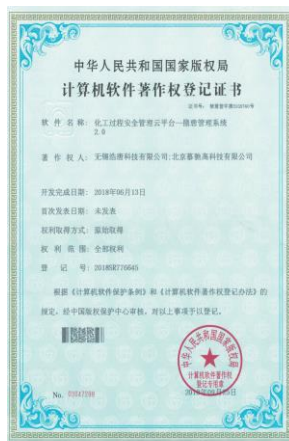 中华人民共和国国家版权局
计算机软件著作权登记证书
证书号：
软件名称：化工过程安全管理云平台--隐患管理系统
2.0
著作权人：无锡浩唐科技有限公司;北京慕驰高科技有限公司
开发完成日期：2018年06月13日
首次发表日期：未发表
权利取得方式：原始取得
权利范围：全部权利
登记号：2018SR776645
根据《计算机软件保护条例》和《计算机软件著作权登记办法》的
规定，经中国版权保护中心审核，对以上事项予以登记。
中华人民共和国国家版权局
计算机软件著作权
登记专用章
No.